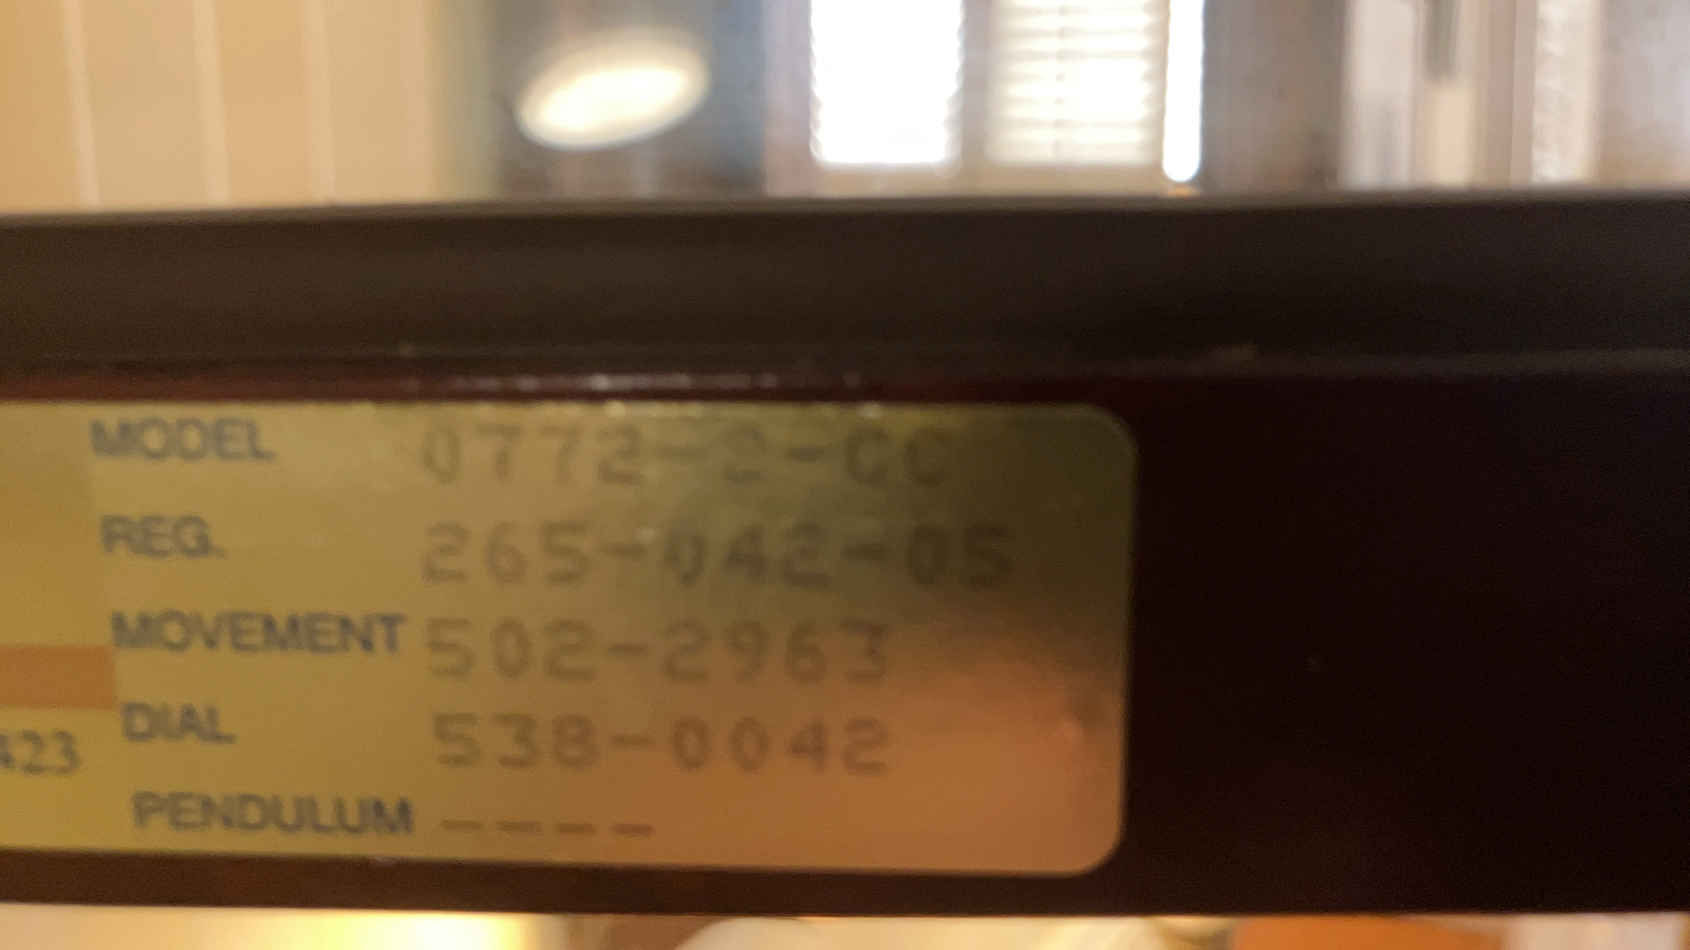 MODEL 0772-2-CC
REG. 265-042-05
MOVEMENT 502-2963
DIAL 538-0042
423
PENDULUM ----